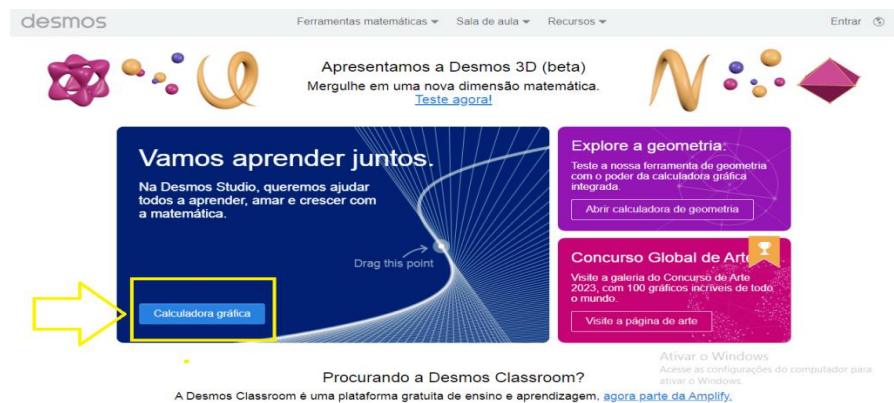 desmos
Ferramentas matemáticas Sala de aula Recursos Entrar
Apresentamos a Desmos 3D (beta)
Mergulhe em uma nova dimensão matemática.
Teste agora!
Vamos aprender juntos.
Na Desmos Studio, queremos ajudar
todos a aprender, amar e crescer com
a matemática.
Drag this point
Calculadora gráfica
Explore a geometria:
Teste a nossa ferramenta de geometria
com o poder da calculadora gráfica
integrada.
Abrir calculadora de geometria
Concurso Global de Arte
Visite a galeria do Concurso de Arte
2023, com 100 gráficos incríveis de todo
o mundo.
Visite a página de arte
Ativar o Windows
Acesse as configurações do computador para
ativar o Windows.
Procurando a Desmos Classroom?
A Desmos Classroom é uma plataforma gratuita de ensino e aprendizagem, agora parte da Amplify.